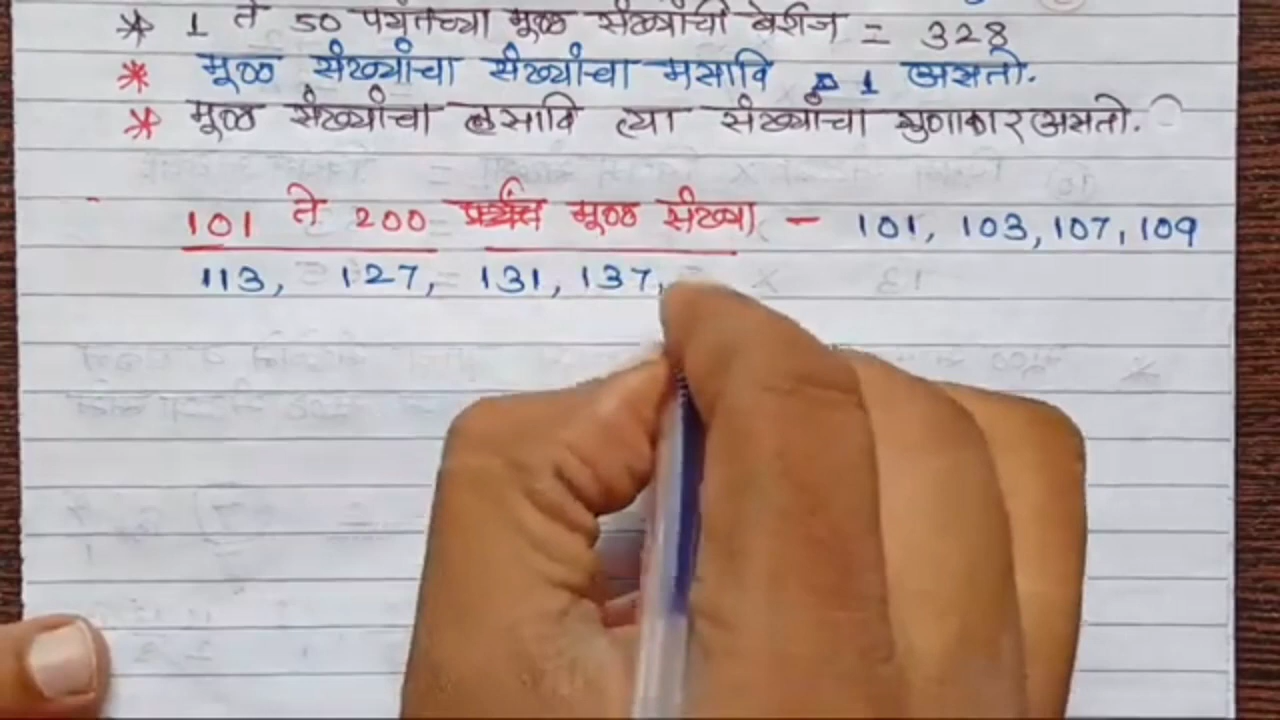 * 1 ते 50 पर्यंतच्या मूळ संख्यांची बेरीज = 328
* मूळ संख्यांचा संख्यांचा मसावि 1 असतो.
* मूळ संख्यांचा लसावि त्या संख्यांचा गुणाकार असतो.
101 ते 200 पर्यंत मूळ संख्या - 101, 103, 107, 109
113, 127, 131, 137,